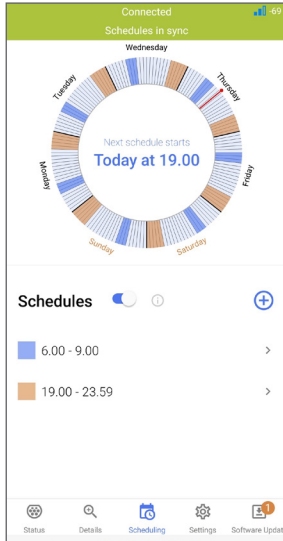 Connected
-69
Schedules in sync
Wednesday
Tuesday
Thursday
Next schedule starts
Today at 19.00
Monday
Friday
Sunday
Saturday
Schedules
6.00 - 9.00
19.00 - 23.59
1
Status
Details
Scheduling
Settings
Software Updat